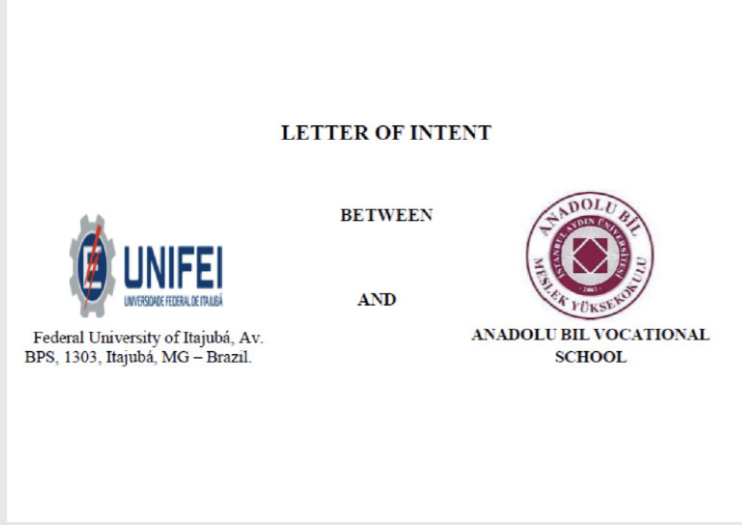 LETTER OF INTENT
BETWEEN
UNIFEI
UNIVERSIDADE FEDERAL DE ITAJUBÁ
ANADOLU BİL
MESLEK YÜKSEKOKULU
İSTANBUL AYDIN ÜNİVERSİTESİ
AND
Federal University of Itajubá, Av.
BPS, 1303, Itajubá, MG – Brazil.
ANADOLU BIL VOCATIONAL
SCHOOL